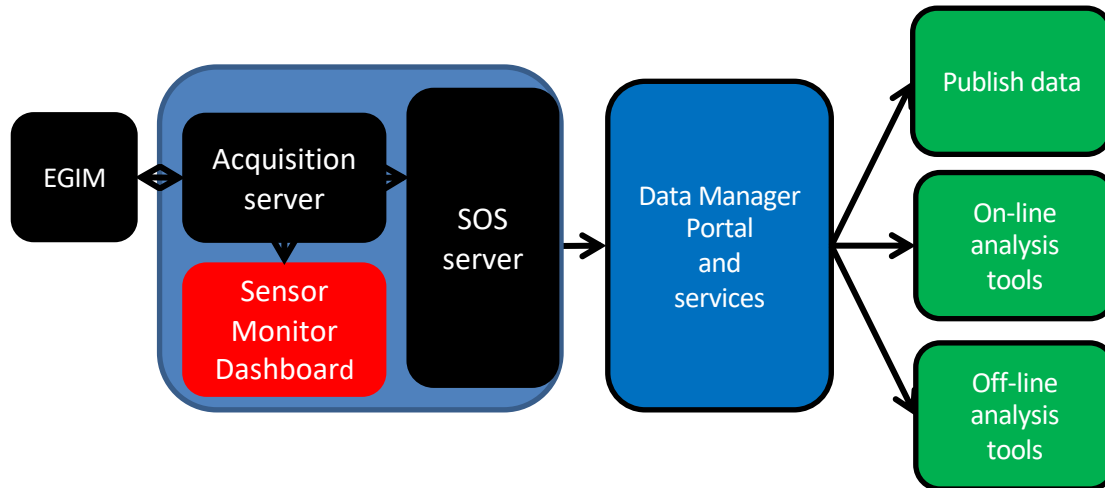 EGIM
Acquisition
server
Sensor
Monitor
Dashboard
SOS
server
Data Manager
Portal
and
services
Publish data
On-line
analysis
tools
Off-line
analysis
tools